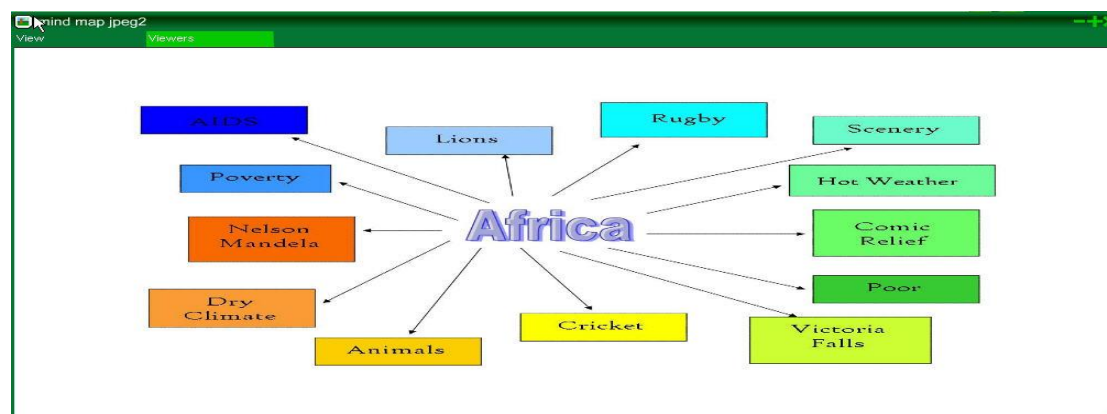 mind map jpeg2
View
Viewers
AIDS
Lions
Rugby
Scenery
Poverty
Hot Weather
Nelson
Mandela
Africa
Comic
Relief
Poor
Dry
Climate
Animals
Cricket
Victoria
Falls